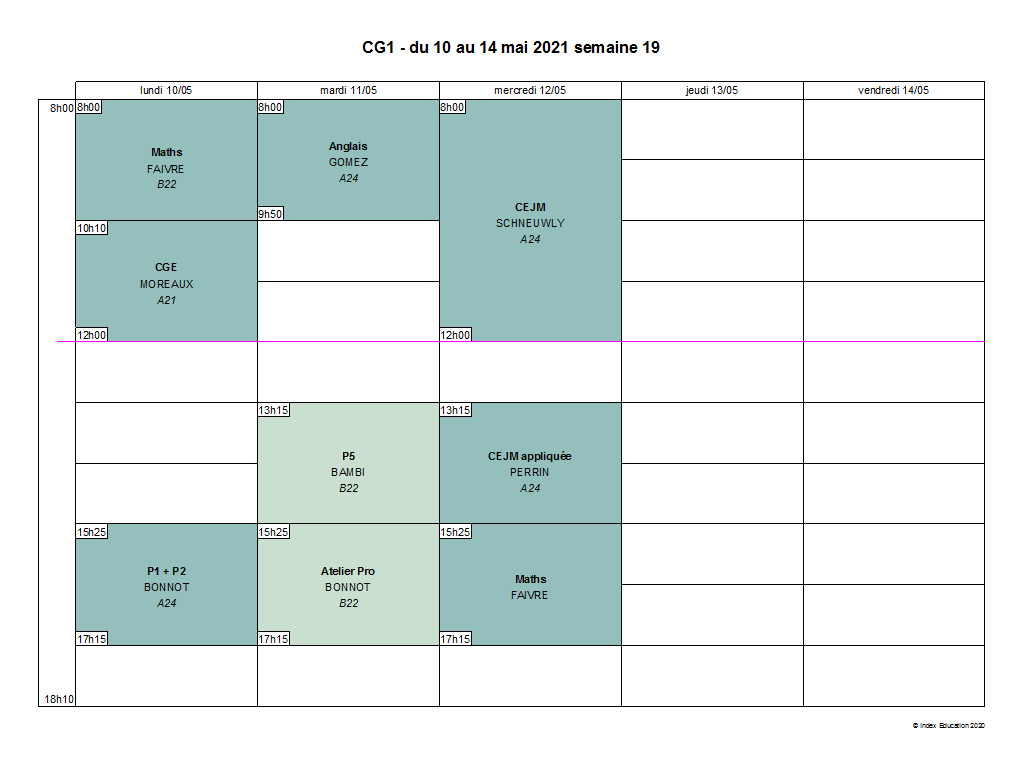 CG1 - du 10 au 14 mai 2021 semaine 19
lundi 10/05 mardi 11/05 mercredi 12/05 jeudi 13/05 vendredi 14/05
8h00
8h00
Maths
FAIVRE
B22
10h10
CGE
MOREAUX
A21
12h00
15h25
P1 + P2
BONNOT
A24
17h15
8h00
Anglais
GOMEZ
A24
9h50
13h15
P5
BAMBI
B22
15h25
Atelier Pro
BONNOT
B22
17h15
8h00
CEJM
SCHNEUWLY
A24
12h00
13h15
CEJM appliquée
PERRIN
A24
15h25
Maths
FAIVRE
17h15
18h10
© Index Education 2020